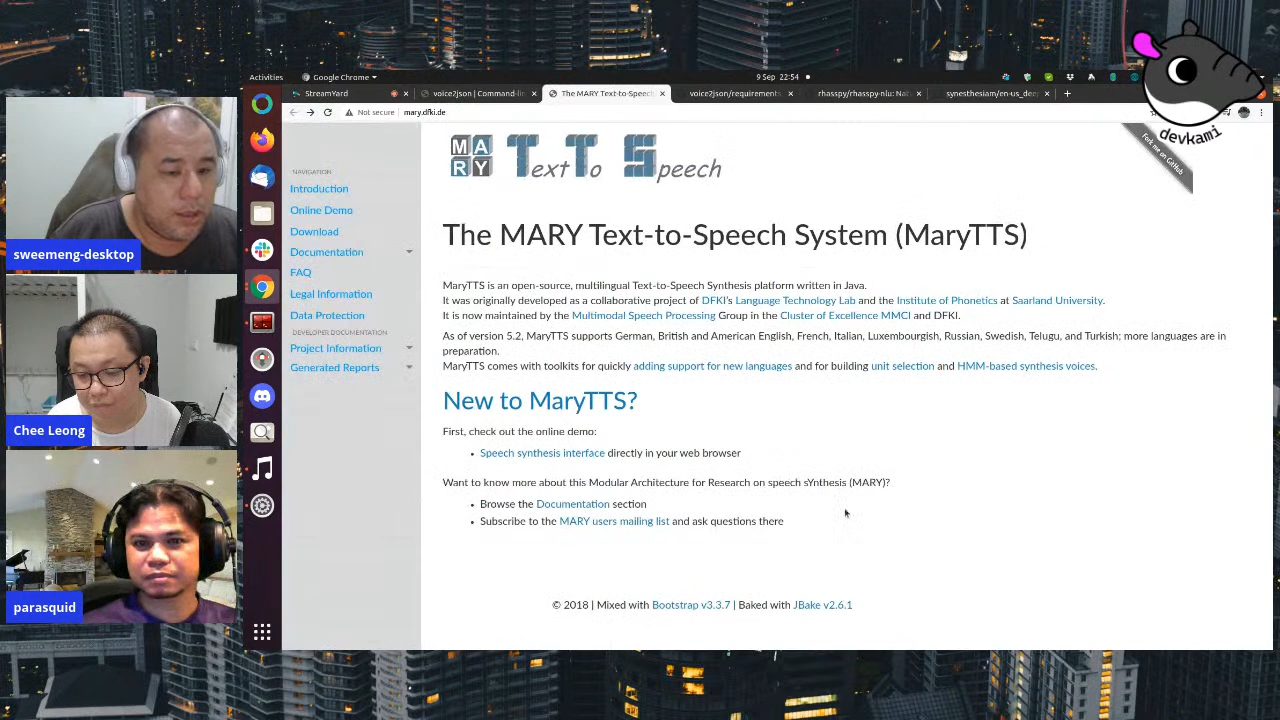 devkami
Activities
Google Chrome
9 Sep 22:54
StreamYard
voice2json | Command-lin
The MARY Text-to-Speech
voice2json/requirements
rhasspy/rhasspy-nlu: Nat
synesthesiam/en-us_dee
Not secure | mary.dfki.de
Fork me on GitHub
MARY Text To Speech
NAVIGATION
Introduction
Online Demo
Download
Documentation
FAQ
Legal Information
Data Protection
DEVELOPER DOCUMENTATION
Project Information
Generated Reports
The MARY Text-to-Speech System (MaryTTS)
MaryTTS is an open-source, multilingual Text-to-Speech Synthesis platform written in Java.
It was originally developed as a collaborative project of DFKI's Language Technology Lab and the Institute of Phonetics at Saarland University.
It is now maintained by the Multimodal Speech Processing Group in the Cluster of Excellence MMCI and DFKI.
As of version 5.2, MaryTTS supports German, British and American English, French, Italian, Luxembourgish, Russian, Swedish, Telugu, and Turkish; more languages are in
preparation.
MaryTTS comes with toolkits for quickly adding support for new languages and for building unit selection and HMM-based synthesis voices.
New to MaryTTS?
First, check out the online demo:
• Speech synthesis interface directly in your web browser
Want to know more about this Modular Architecture for Research on speech sYnthesis (MARY)?
• Browse the Documentation section
• Subscribe to the MARY users mailing list and ask questions there
© 2018 | Mixed with Bootstrap v3.3.7 | Baked with JBake v2.6.1
sweemeng-desktop
Chee Leong
parasquid